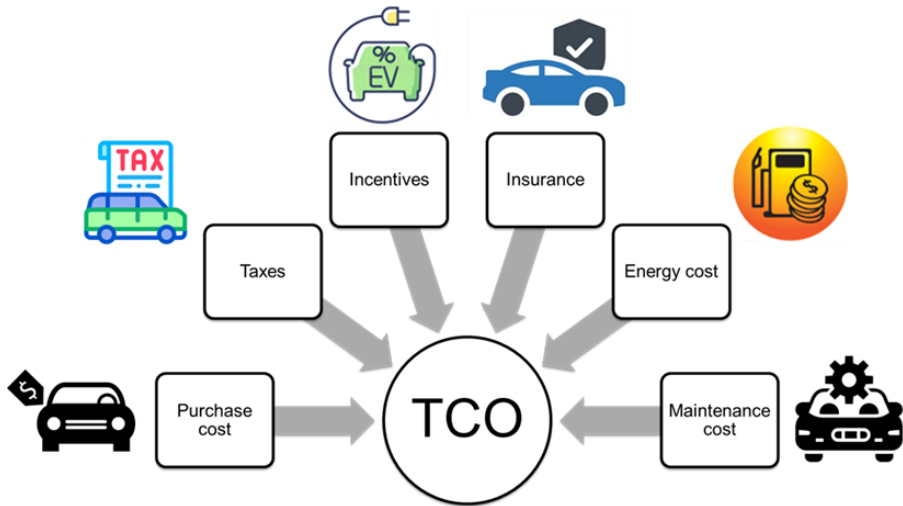 %
EV
Incentives
Insurance
TAX
$
Taxes
Energy cost
$
Purchase
cost
TCO
Maintenance
cost